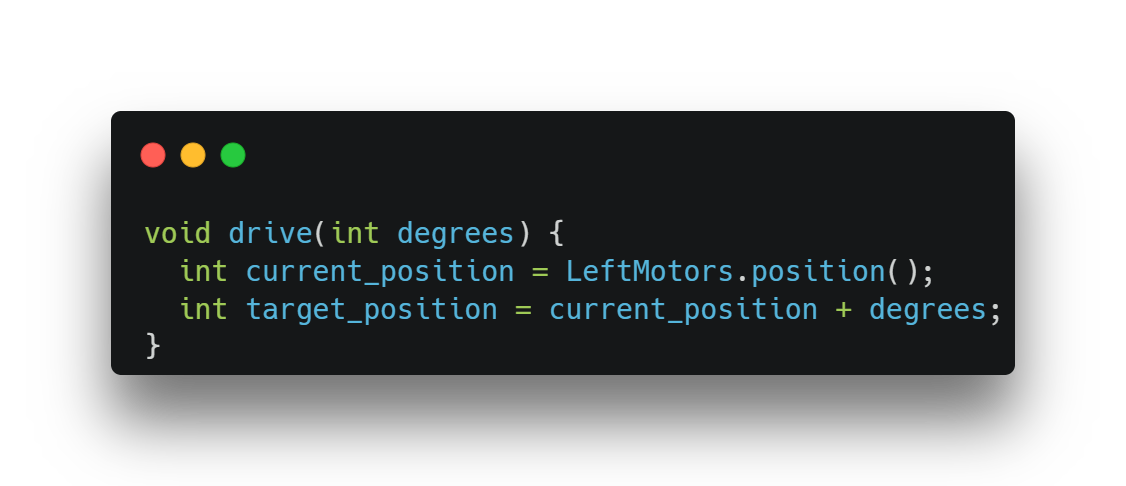 void drive(int degrees) {
  int current_position = LeftMotors.position();
  int target_position = current_position + degrees;
}